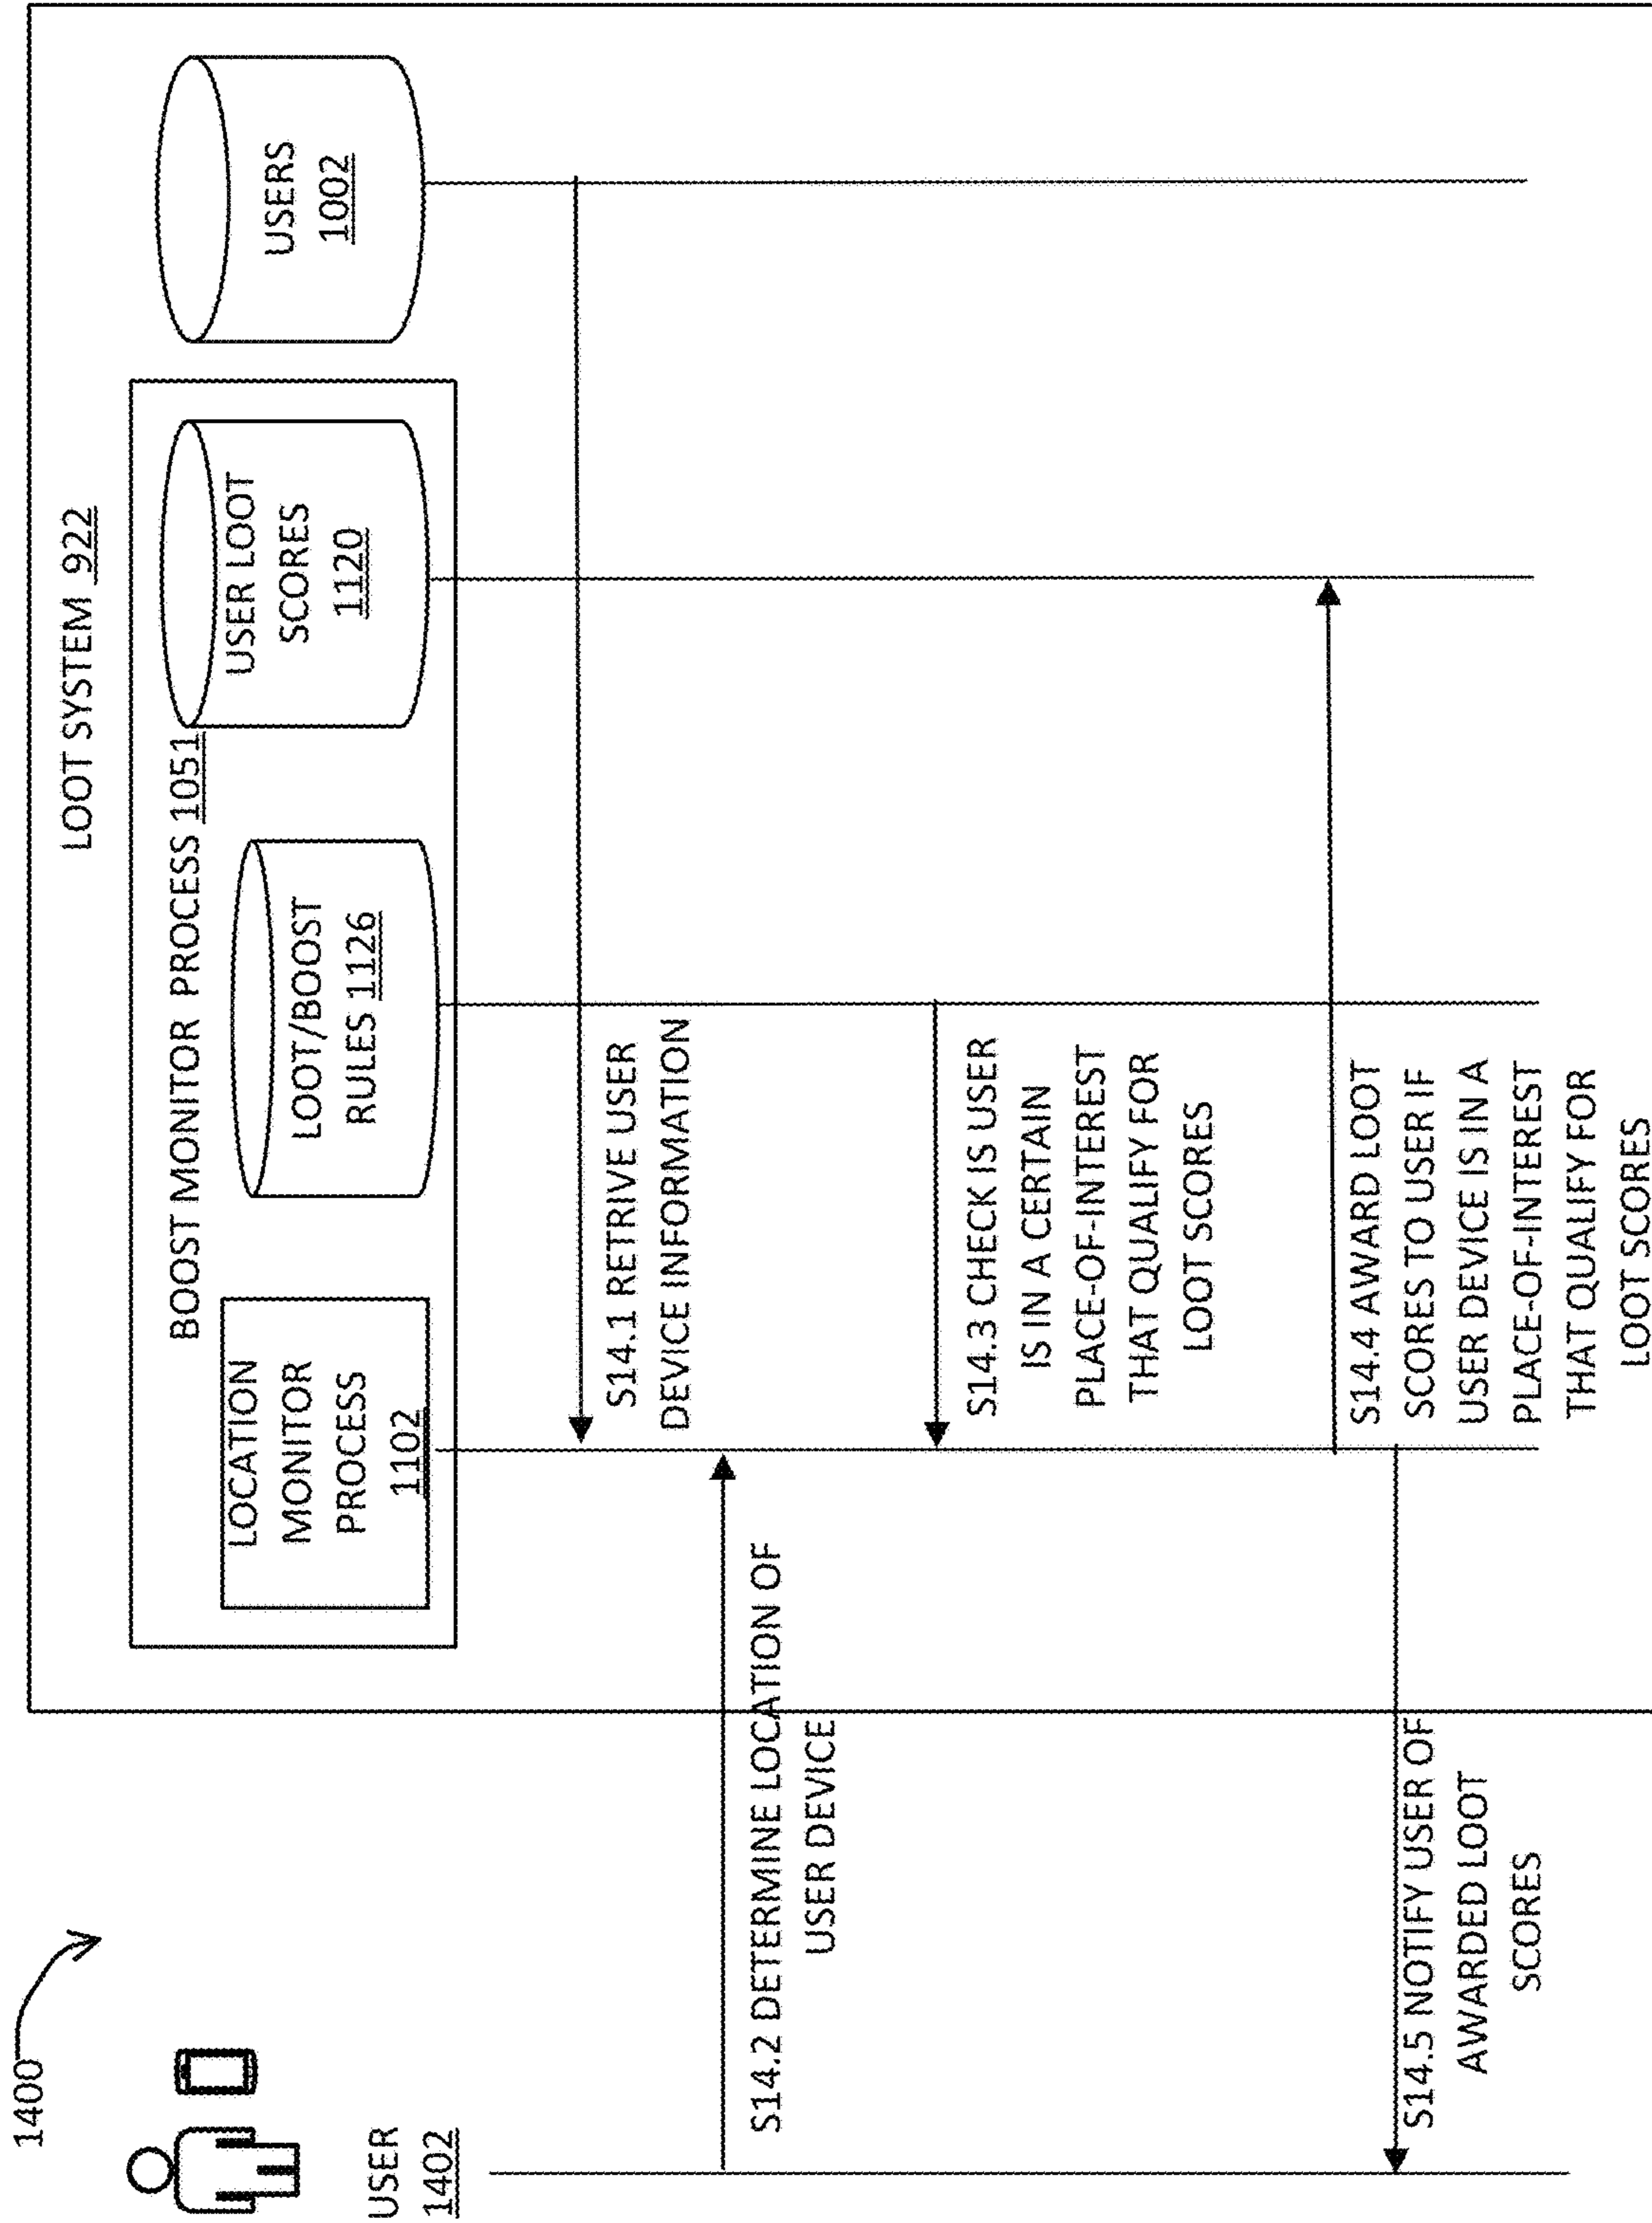 1400
LOOT SYSTEM 922
BOOST MONITOR PROCESS 1051
USER
1402
LOCATION
MONITOR
PROCESS
1102
LOOT/BOOST
RULES 1126
USER LOOT
SCORES
1120
USERS
1002
S14.1 RETRIVE USER
DEVICE INFORMATION
S14.2 DETERMINE LOCATION OF
USER DEVICE
S14.3 CHECK IS USER
IS IN A CERTAIN
PLACE-OF-INTEREST
THAT QUALIFY FOR
LOOT SCORES
S14.4 AWARD LOOT
SCORES TO USER IF
USER DEVICE IS IN A
PLACE-OF-INTEREST
THAT QUALIFY FOR
LOOT SCORES
S14.5 NOTIFY USER OF
AWARDED LOOT
SCORES